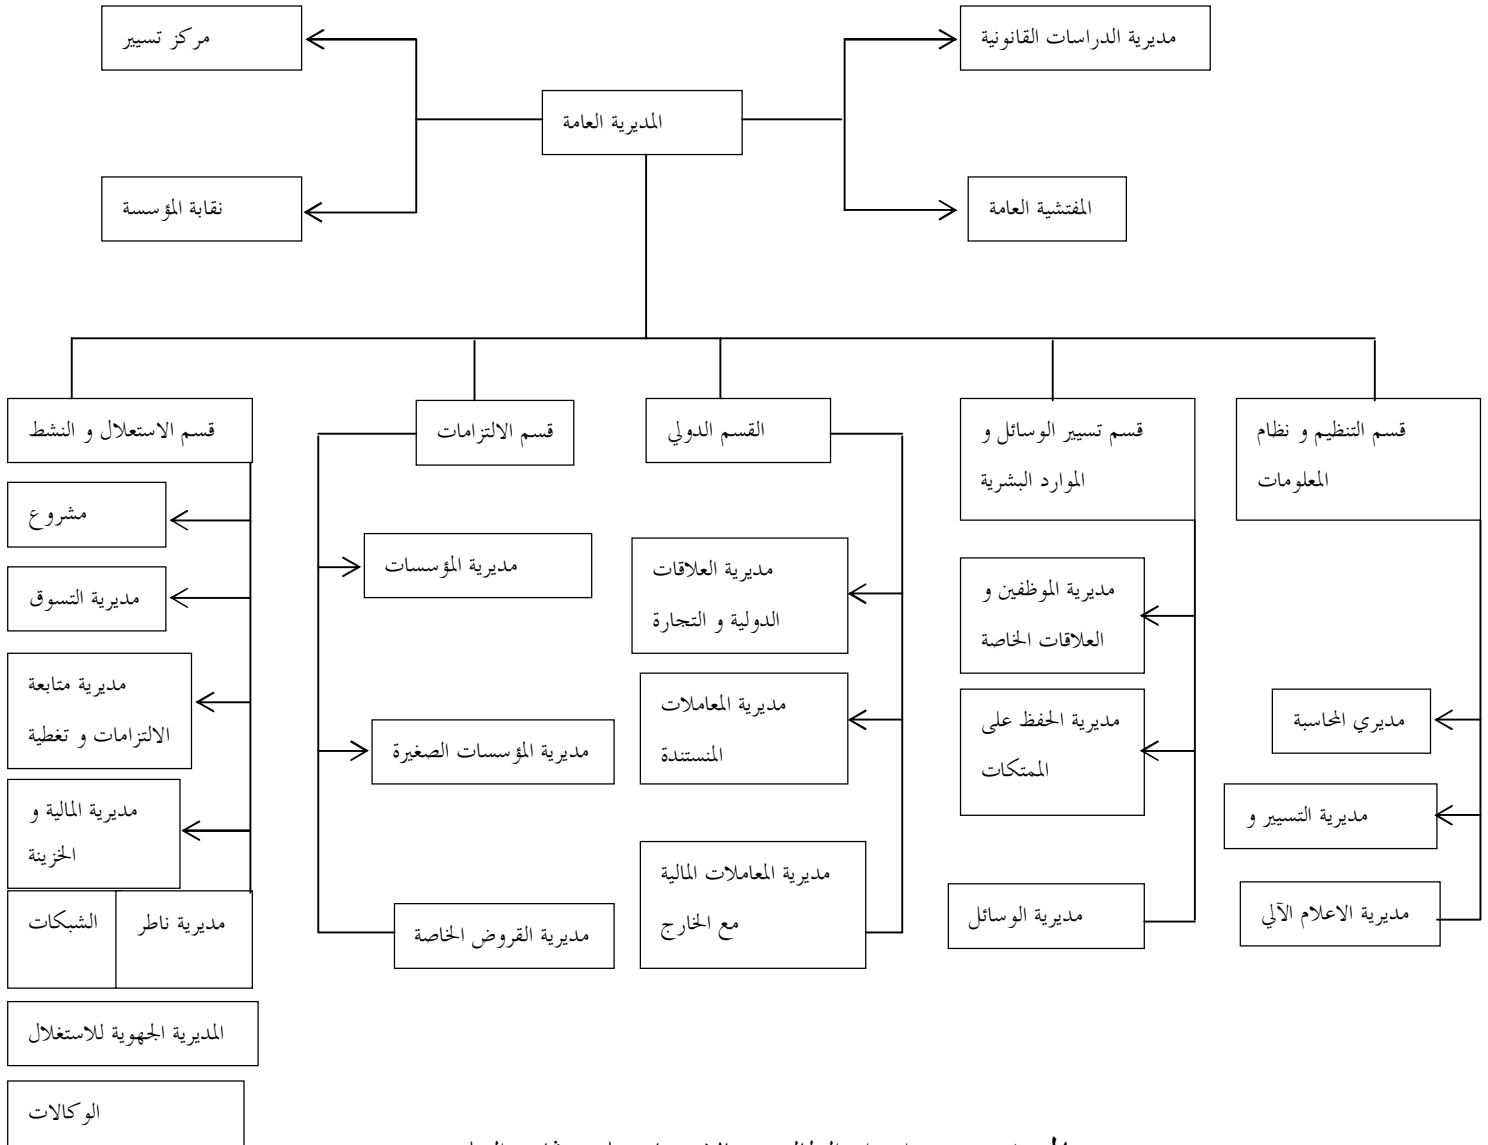 مركز تسيير
مديرية الدراسات القانونية
المديرية العامة
نقابة المؤسسة
المفتشية العامة
قسم التنظيم و نظام
المعلومات
مديري المحاسبة
مديرية التسيير و
مديرية الاعلام الآلي
قسم تسيير الوسائل و
الموارد البشرية
مديرية الموظفين و
العلاقات الخاصة
مديرية الحفظ على
الممتكات
مديرية الوسائل
القسم الدولي
مديرية العلاقات
الدولية و التجارة
مديرية المعاملات
المنستندة
مديرية المعاملات المالية
مع الخارج
قسم الالتزامات
مديرية المؤسسات
مديرية المؤسسات الصغيرة
مديرية القروض الخاصة
قسم الاستعلال و النشط
مشروع
مديرية التسوق
مديرية متابعة
الالتزامات و تغطية
مديرية المالية و
الخزينة
مديرية ناطر
الشبكات
المديرية الجهوية للاستغلال
الوكالات